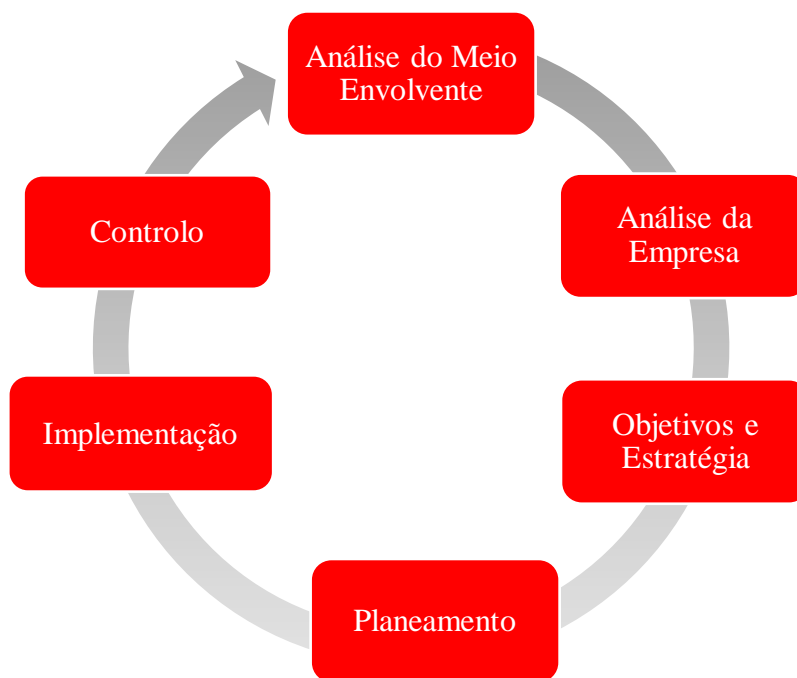 Análise do Meio
Envolvente
Análise da
Empresa
Objetivos e
Estratégia
Planeamento
Implementação
Controlo